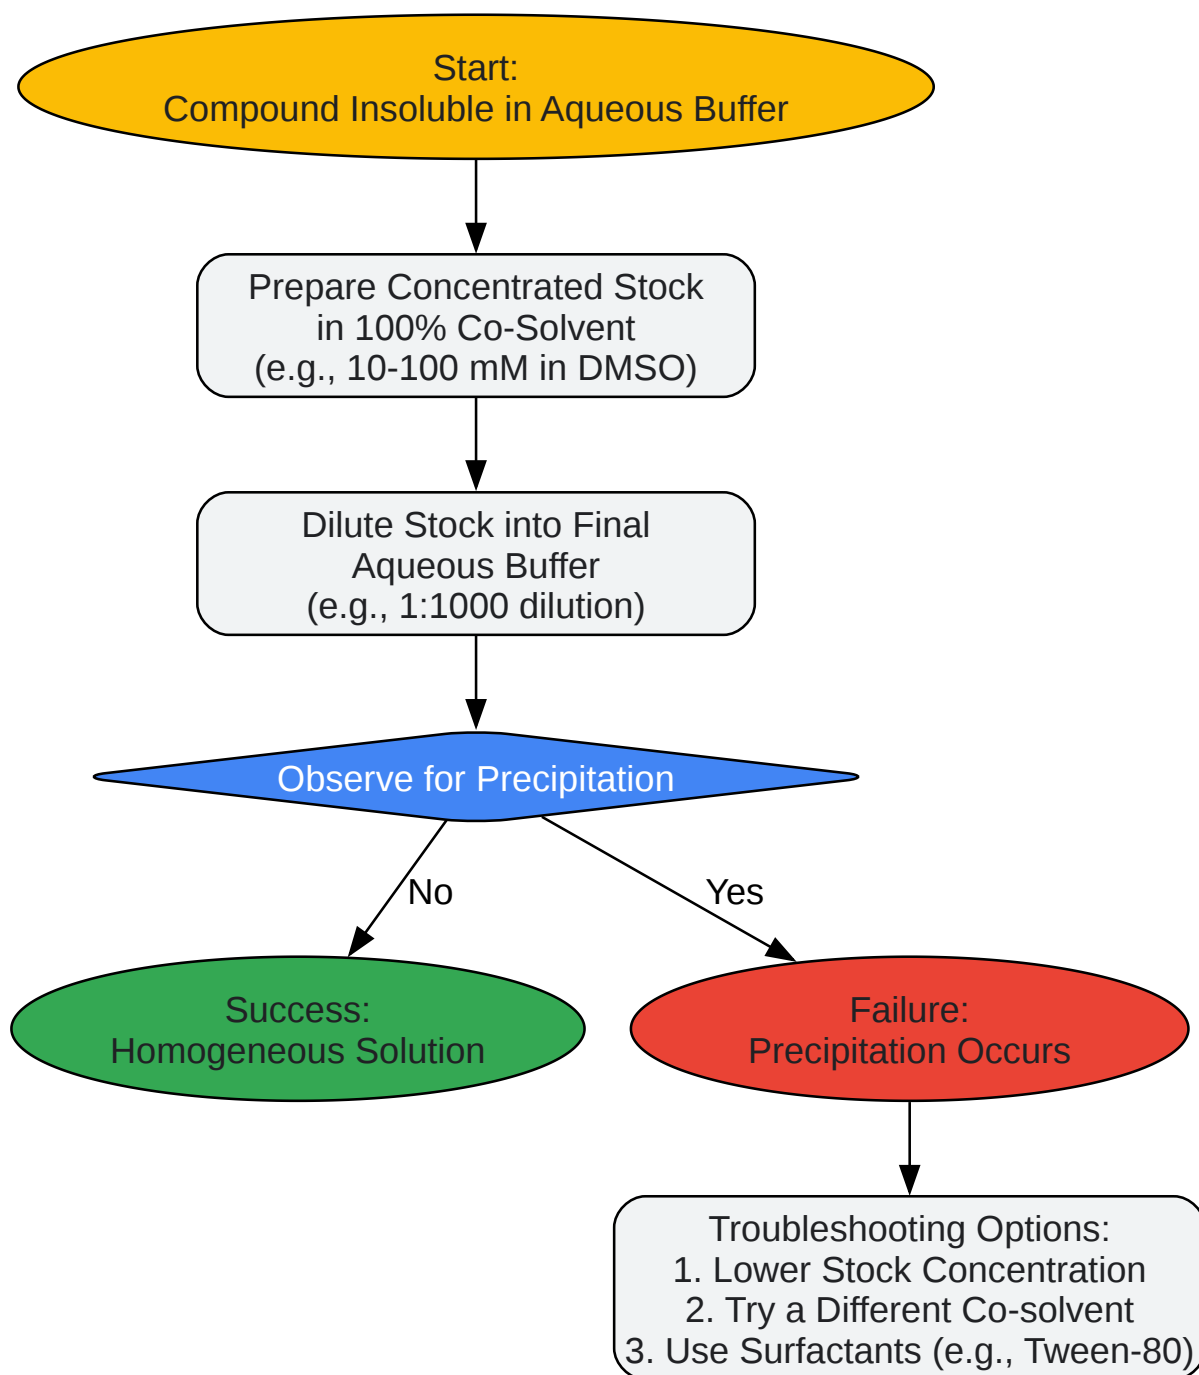 Start:
Compound Insoluble in Aqueous Buffer
Prepare Concentrated Stock
in 100% Co-Solvent
(e.g., 10-100 mM in DMSO)
Dilute Stock into Final
Aqueous Buffer
(e.g., 1:1000 dilution)
Observe for Precipitation
No
Yes
Success:
Homogeneous Solution
Failure:
Precipitation Occurs
Troubleshooting Options:
1. Lower Stock Concentration
2. Try a Different Co-solvent
3. Use Surfactants (e.g., Tween-80)